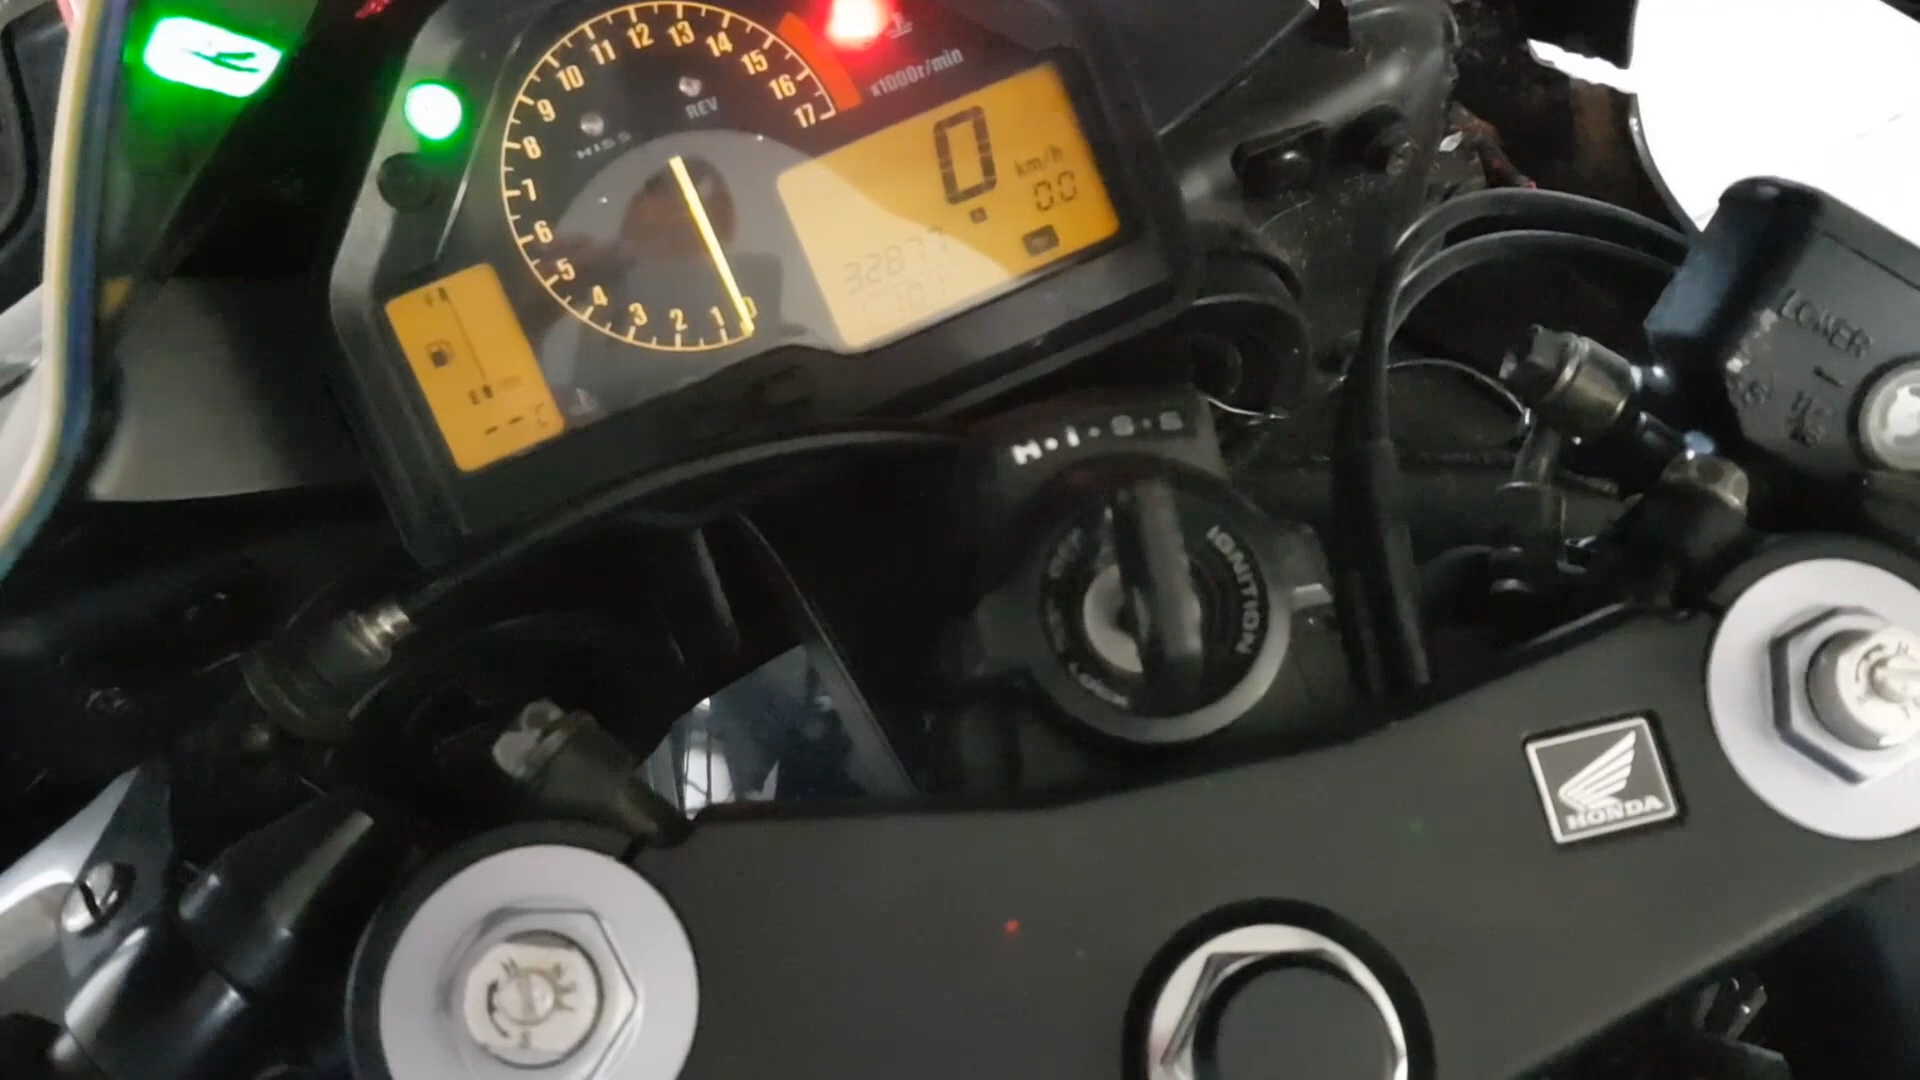 10 11 12 13 14 15 16 17
9
8
7
6
5
4
3 2 1 0
REV
H I S S
x1000r/min
0
km/h
00
32877
F
E
-- °C
H·i·S·S
IGNITION
LOWER
HONDA